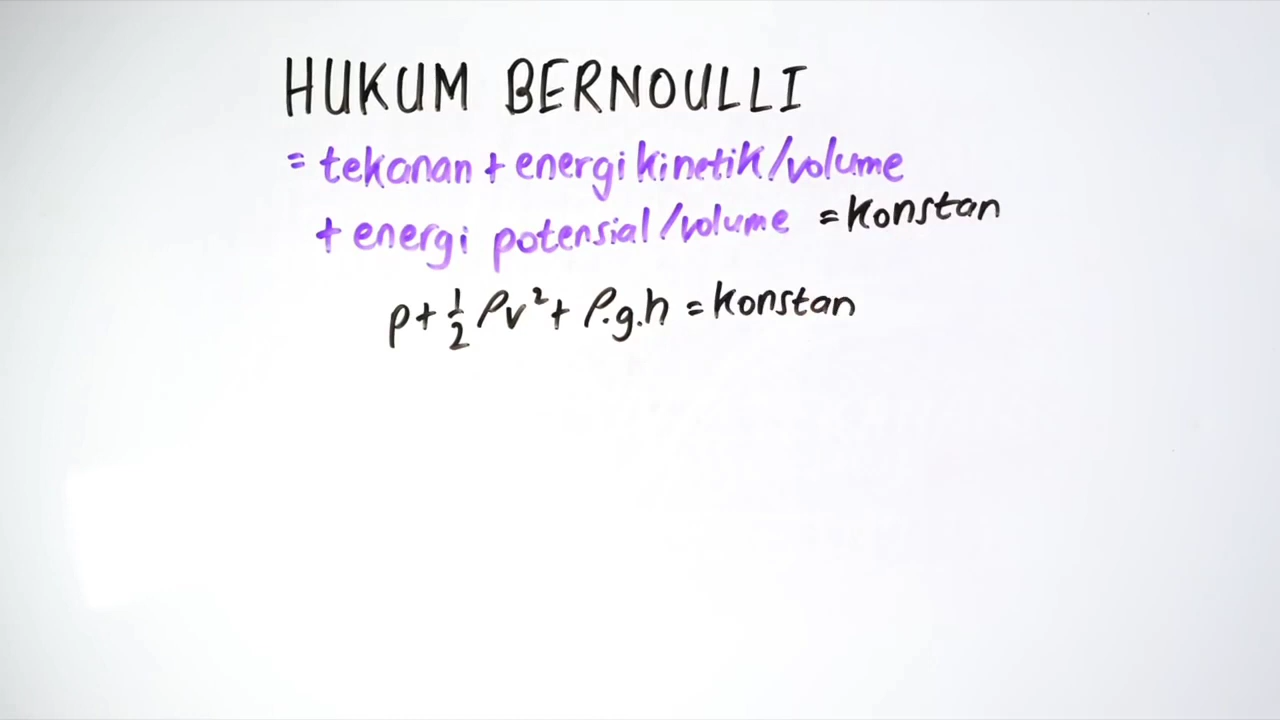 HUKUM BERNOULLI
= tekanan + energi kinetik/volume
+ energi potensial/volume = konstan
p + 1/2 ρv² + ρ.g.h = konstan